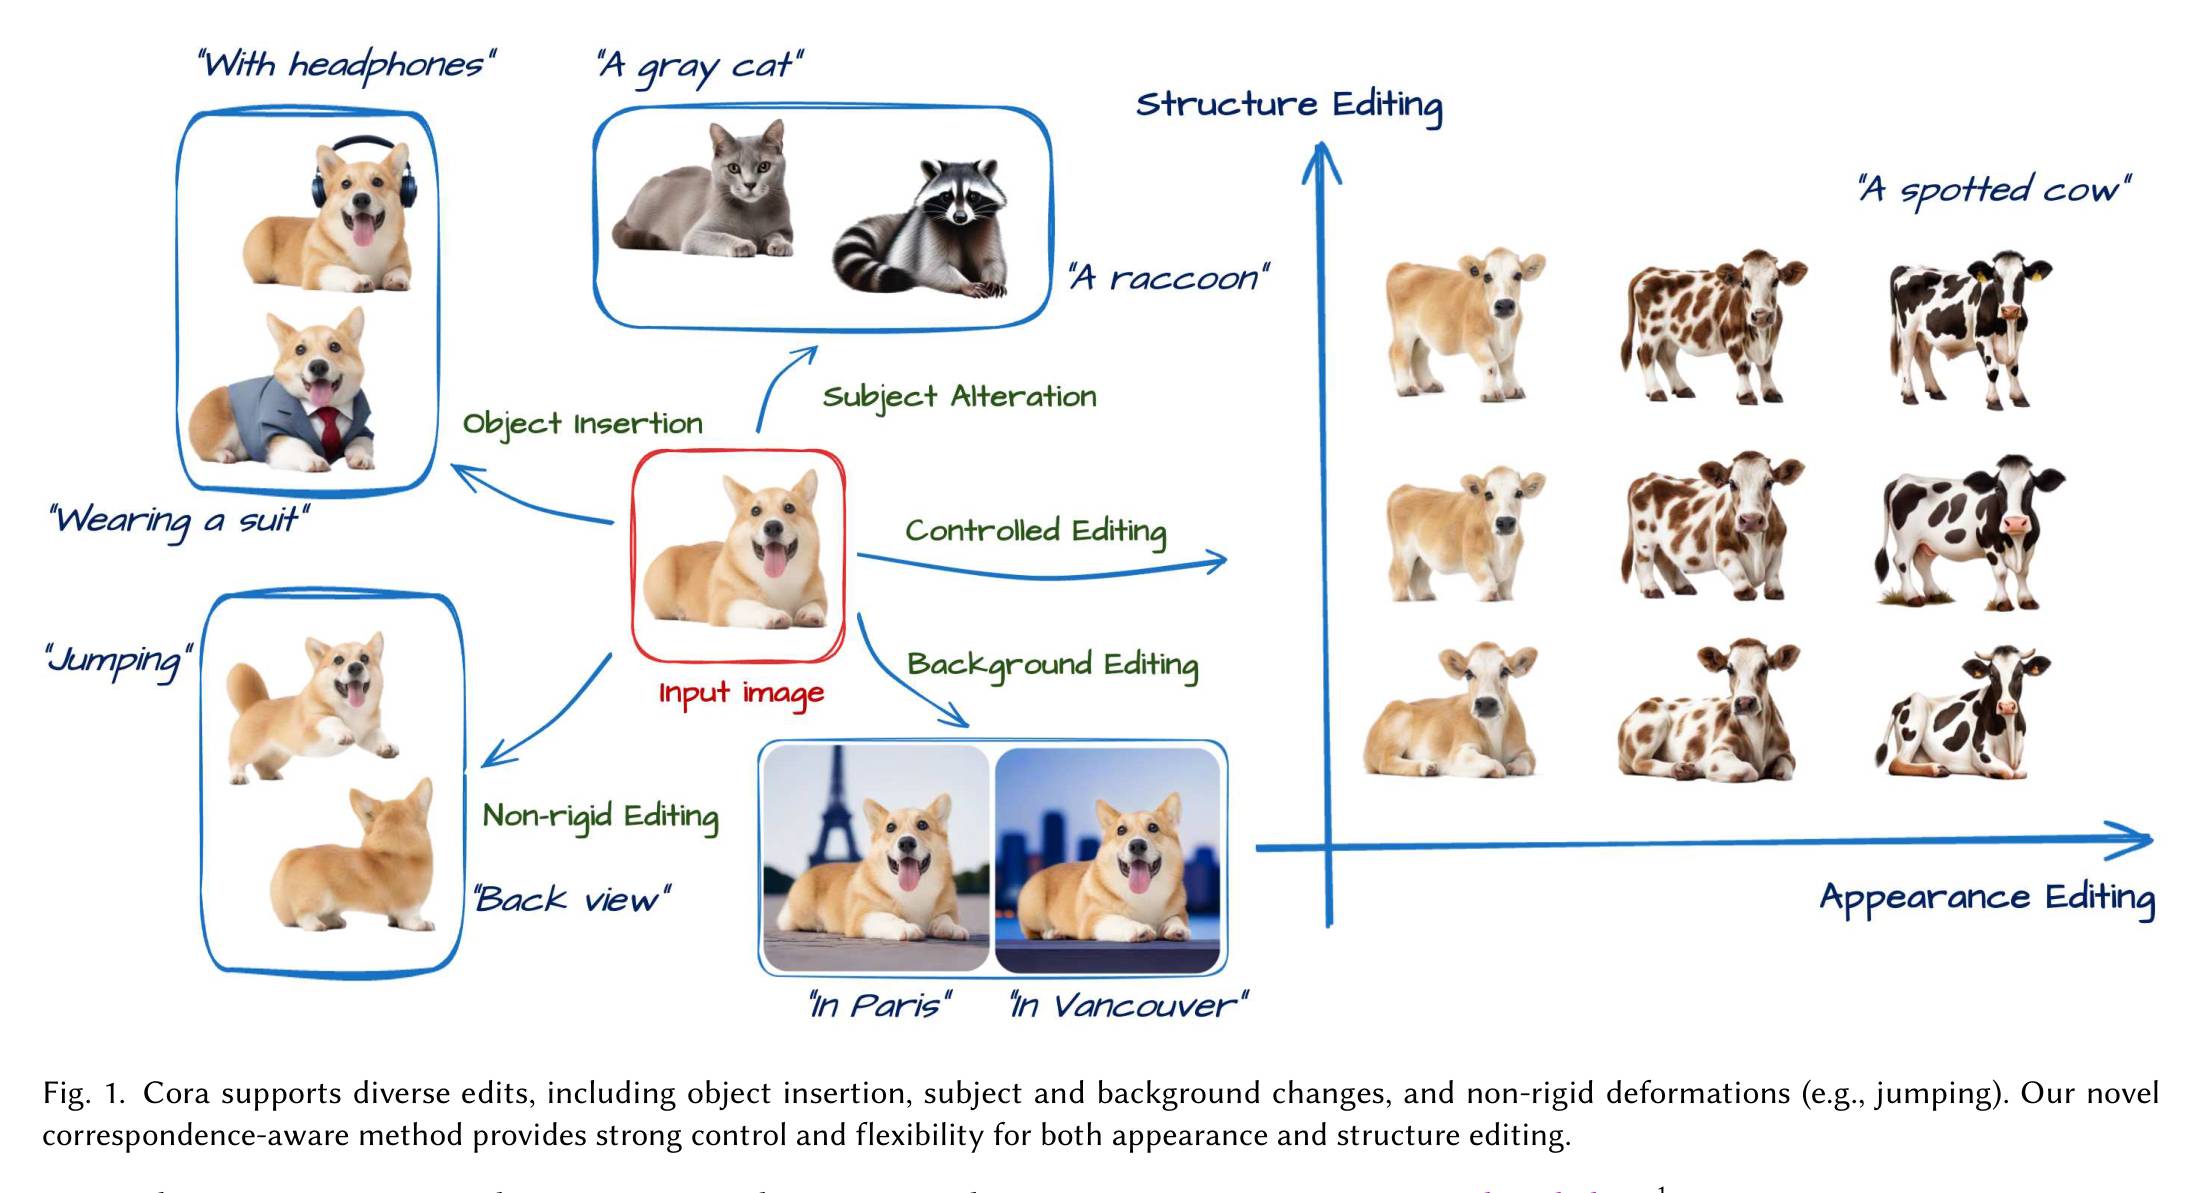 "With headphones"
"A gray cat"
Structure Editing
"A spotted cow"
"A raccoon"
Subject Alteration
Object Insertion
"Wearing a suit"
Controlled Editing
"Jumping"
Background Editing
Input image
Non-rigid Editing
"Back view"
Appearance Editing
"In Paris"
"In Vancouver"
Fig. 1. Cora supports diverse edits, including object insertion, subject and background changes, and non-rigid deformations (e.g., jumping). Our novel
correspondence-aware method provides strong control and flexibility for both appearance and structure editing.